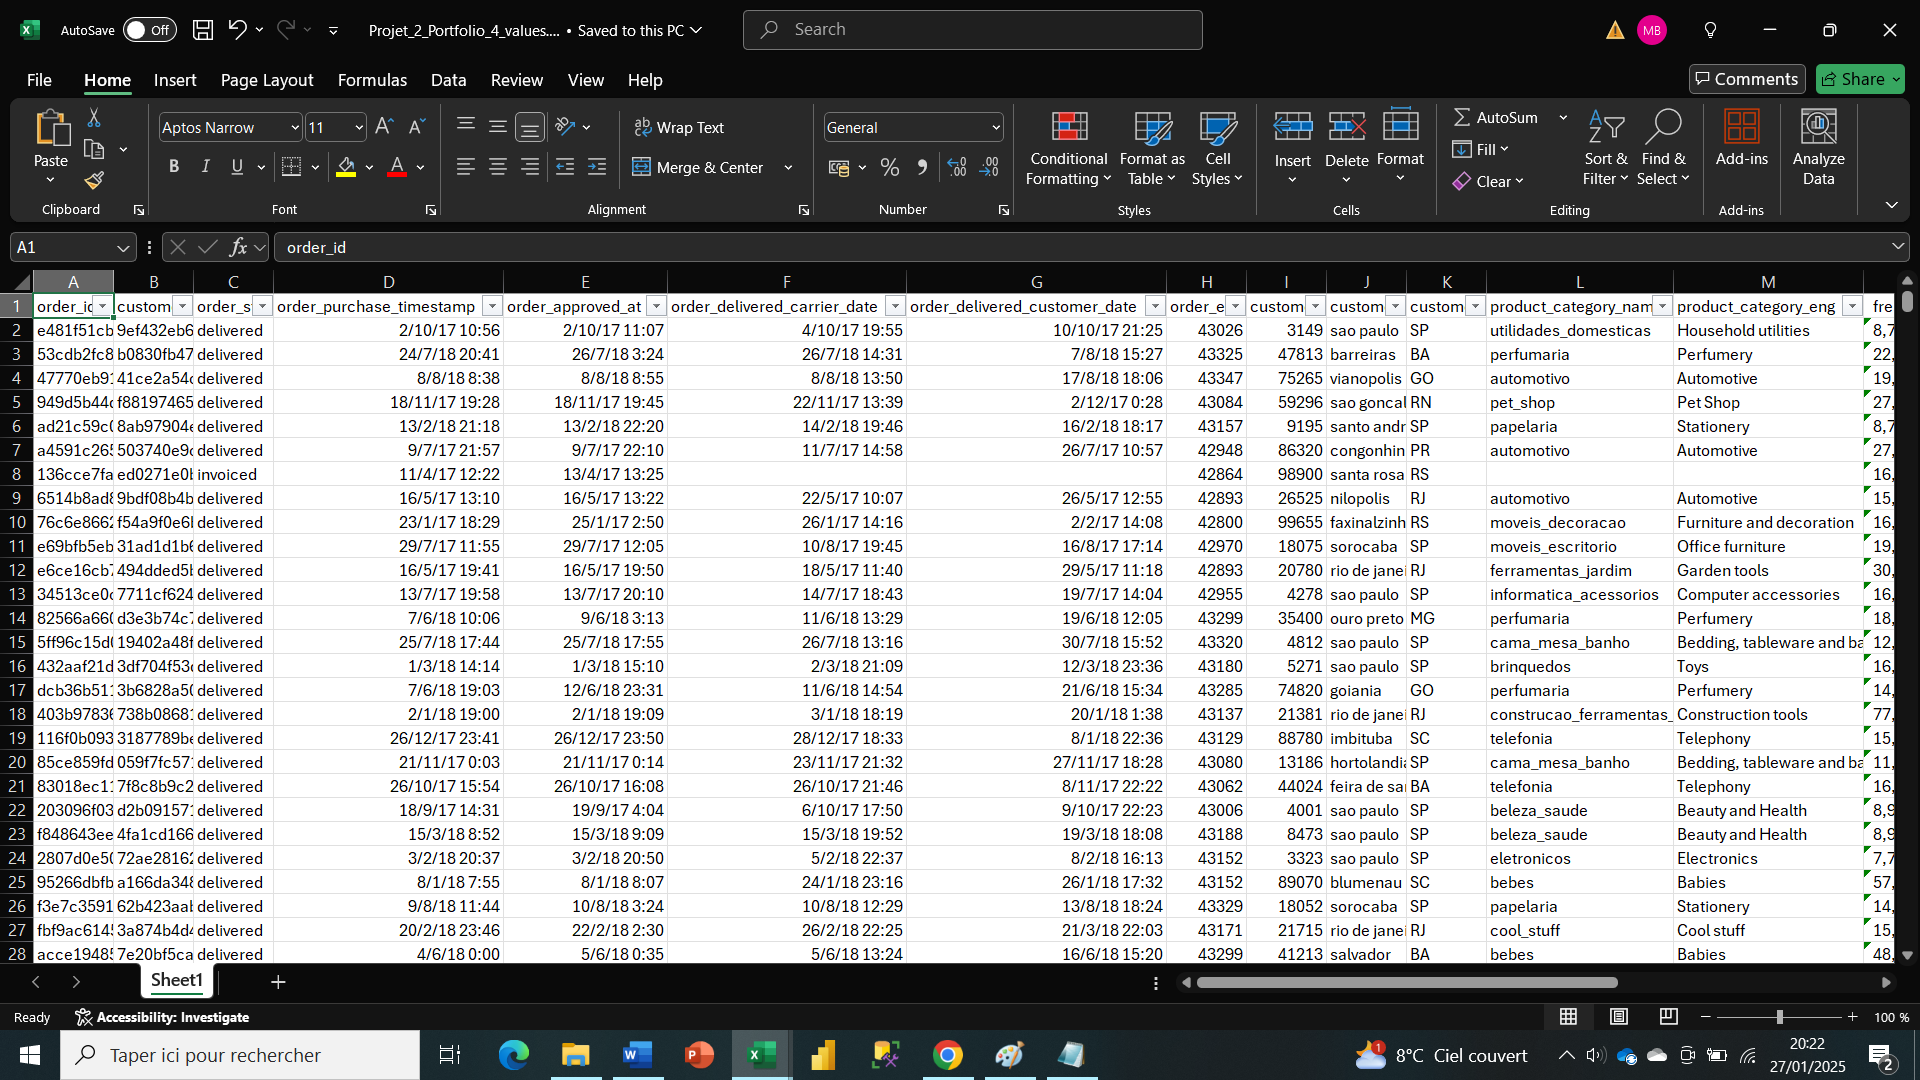 AutoSave Off Projet_2_Portfolio_4_values.... • Saved to this PC Search MB
File Home Insert Page Layout Formulas Data Review View Help Comments Share
Paste Aptos Narrow 11 Wrap Text General Conditional Formatting Format as Table Cell Styles Insert Delete Format AutoSum Fill Clear Sort & Filter Find & Select Add-ins Analyze Data
B I U A Merge & Center %
Clipboard Font Alignment Number Styles Cells Editing Add-ins
A1 fx order_id
A B C D E F G H I J K L M
1 order_id custom order_s order_purchase_timestamp order_approved_at order_delivered_carrier_date order_delivered_customer_date order_e custom custom custom product_category_nam product_category_eng fre
2 e481f51cb 9ef432eb6 delivered 2/10/17 10:56 2/10/17 11:07 4/10/17 19:55 10/10/17 21:25 43026 3149 sao paulo SP utilidades_domesticas Household utilities 8,7
3 53cdb2fc8 b0830fb47 delivered 24/7/18 20:41 26/7/18 3:24 26/7/18 14:31 7/8/18 15:27 43325 47813 barreiras BA perfumaria Perfumery 22,
4 47770eb91 41ce2a54c delivered 8/8/18 8:38 8/8/18 8:55 8/8/18 13:50 17/8/18 18:06 43347 75265 vianopolis GO automotivo Automotive 19,
5 949d5b44c f88197465 delivered 18/11/17 19:28 18/11/17 19:45 22/11/17 13:39 2/12/17 0:28 43084 59296 sao goncal RN pet_shop Pet Shop 27,
6 ad21c59c0 8ab97904e delivered 13/2/18 21:18 13/2/18 22:20 14/2/18 19:46 16/2/18 18:17 43157 9195 santo andr SP papelaria Stationery 8,7
7 a4591c265 503740e9c delivered 9/7/17 21:57 9/7/17 22:10 11/7/17 14:58 26/7/17 10:57 42948 86320 congonhin PR automotivo Automotive 27,
8 136cce7fa ed0271e0b invoiced 11/4/17 12:22 13/4/17 13:25 42864 98900 santa rosa RS 16,
9 6514b8ad8 9bdf08b4b delivered 16/5/17 13:10 16/5/17 13:22 22/5/17 10:07 26/5/17 12:55 42893 26525 nilopolis RJ automotivo Automotive 15,
10 76c6e8662 f54a9f0e6b delivered 23/1/17 18:29 25/1/17 2:50 26/1/17 14:16 2/2/17 14:08 42800 99655 faxinalzinh RS moveis_decoracao Furniture and decoration 16,
11 e69bfb5eb 31ad1d1b6 delivered 29/7/17 11:55 29/7/17 12:05 10/8/17 19:45 16/8/17 17:14 42970 18075 sorocaba SP moveis_escritorio Office furniture 19,
12 e6ce16cb7 494dded5b delivered 16/5/17 19:41 16/5/17 19:50 18/5/17 11:40 29/5/17 11:18 42893 20780 rio de janei RJ ferramentas_jardim Garden tools 30,
13 34513ce0c 7711cf624 delivered 13/7/17 19:58 13/7/17 20:10 14/7/17 18:43 19/7/17 14:04 42955 4278 sao paulo SP informatica_acessorios Computer accessories 16,
14 82566a660 d3e3b74c7 delivered 7/6/18 10:06 9/6/18 3:13 11/6/18 13:29 19/6/18 12:05 43299 35400 ouro preto MG perfumaria Perfumery 18,
15 5ff96c15d0 19402a48f delivered 25/7/18 17:44 25/7/18 17:55 26/7/18 13:16 30/7/18 15:52 43320 4812 sao paulo SP cama_mesa_banho Bedding, tableware and ba 12,
16 432aaf21d 3df704f53c delivered 1/3/18 14:14 1/3/18 15:10 2/3/18 21:09 12/3/18 23:36 43180 5271 sao paulo SP brinquedos Toys 16,
17 dcb36b511 3b6828a50 delivered 7/6/18 19:03 12/6/18 23:31 11/6/18 14:54 21/6/18 15:34 43285 74820 goiania GO perfumaria Perfumery 14,
18 403b97836 738b08681 delivered 2/1/18 19:00 2/1/18 19:09 3/1/18 18:19 20/1/18 1:38 43137 21381 rio de janei RJ construcao_ferramentas_ Construction tools 77,
19 116f0b093 3187789be delivered 26/12/17 23:41 26/12/17 23:50 28/12/17 18:33 8/1/18 22:36 43129 88780 imbituba SC telefonia Telephony 15,
20 85ce859fd 059f7fc571 delivered 21/11/17 0:03 21/11/17 0:14 23/11/17 21:32 27/11/17 18:28 43080 13186 hortolandi SP cama_mesa_banho Bedding, tableware and ba 11,
21 83018ec11 7f8c8b9c2 delivered 26/10/17 15:54 26/10/17 16:08 26/10/17 21:46 8/11/17 22:22 43062 44024 feira de sa BA telefonia Telephony 16,
22 203096f03 d2b091571 delivered 18/9/17 14:31 19/9/17 4:04 6/10/17 17:50 9/10/17 22:23 43006 4001 sao paulo SP beleza_saude Beauty and Health 8,9
23 f848643ee 4fa1cd166 delivered 15/3/18 8:52 15/3/18 9:09 15/3/18 19:52 19/3/18 18:08 43188 8473 sao paulo SP beleza_saude Beauty and Health 8,9
24 2807d0e50 72ae28162 delivered 3/2/18 20:37 3/2/18 20:50 5/2/18 22:37 8/2/18 16:13 43152 3323 sao paulo SP eletronicos Electronics 7,7
25 95266dbfb a166da348 delivered 8/1/18 7:55 8/1/18 8:07 24/1/18 23:16 26/1/18 17:32 43152 89070 blumenau SC bebes Babies 57,
26 f3e7c3591 62b423aab delivered 9/8/18 11:44 10/8/18 3:24 10/8/18 12:29 13/8/18 18:24 43329 18052 sorocaba SP papelaria Stationery 14,
27 fbf9ac6145 3a874b4d4 delivered 20/2/18 23:46 22/2/18 2:30 26/2/18 22:25 21/3/18 22:03 43171 21715 rio de janei RJ cool_stuff Cool stuff 15,
28 acce19485 7e20bf5ca delivered 4/6/18 0:00 5/6/18 0:35 5/6/18 13:24 16/6/18 15:20 43299 41213 salvador BA bebes Babies 48,
Sheet1
Ready Accessibility: Investigate 100 %
Taper ici pour rechercher 8°C Ciel couvert 20:22
27/01/2025 2